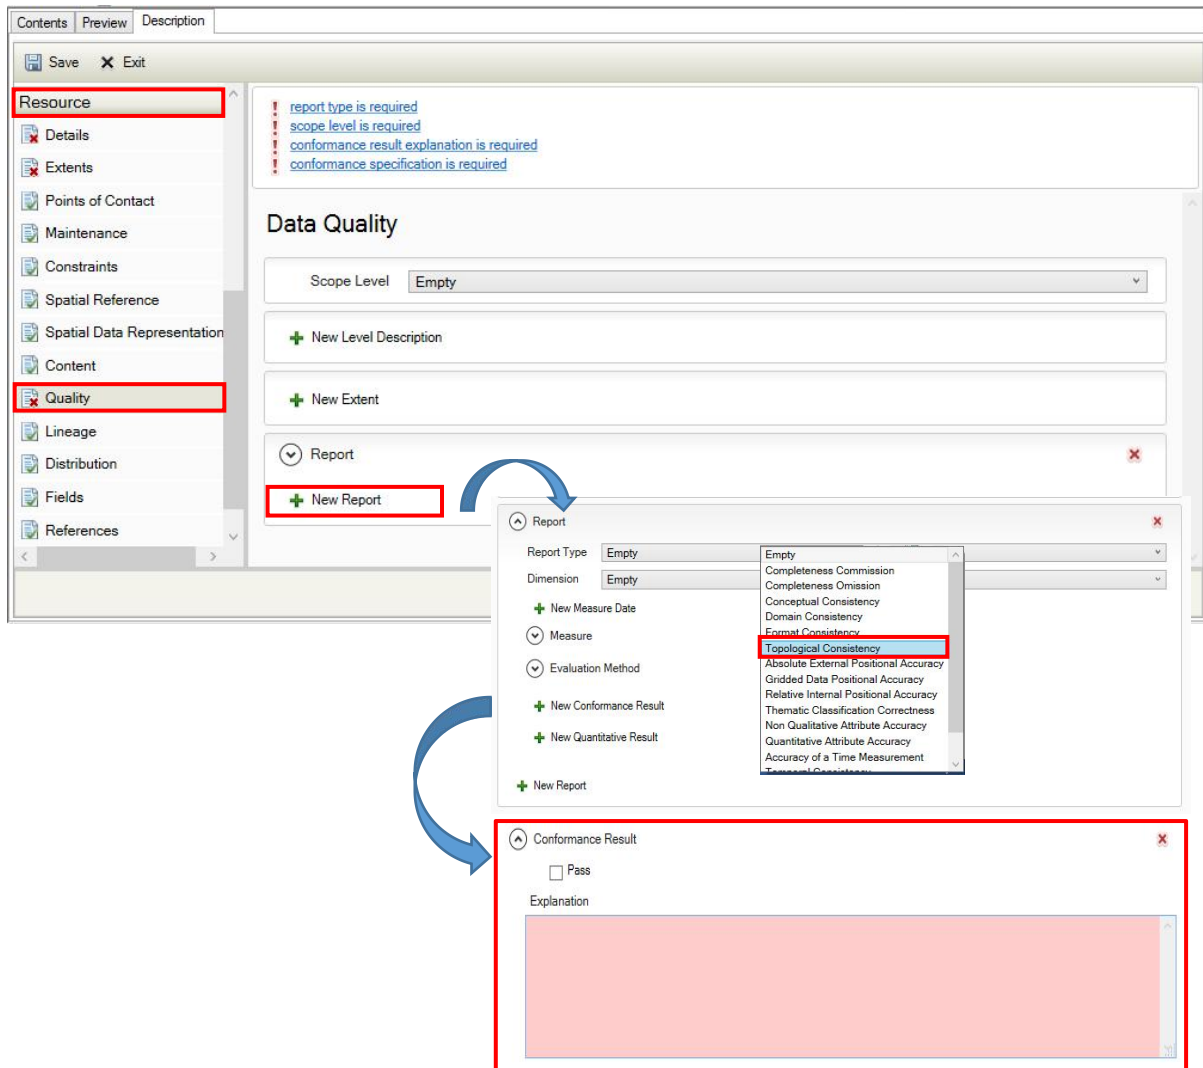 Contents Preview Description
Save Exit
Resource
Details
Extents
Points of Contact
Maintenance
Constraints
Spatial Reference
Spatial Data Representation
Content
Quality
Lineage
Distribution
Fields
References
report type is required
scope level is required
conformance result explanation is required
conformance specification is required
Data Quality
Scope Level Empty
New Level Description
New Extent
Report
New Report
Report
Report Type Empty
Dimension Empty
New Measure Date
Measure
Evaluation Method
New Conformance Result
New Quantitative Result
New Report
Empty
Completeness Commission
Completeness Omission
Conceptual Consistency
Domain Consistency
Format Consistency
Topological Consistency
Absolute External Positional Accuracy
Gridded Data Positional Accuracy
Relative Internal Positional Accuracy
Thematic Classification Correctness
Non Qualitative Attribute Accuracy
Quantitative Attribute Accuracy
Accuracy of a Time Measurement
Temporal Consistency
Conformance Result
Pass
Explanation